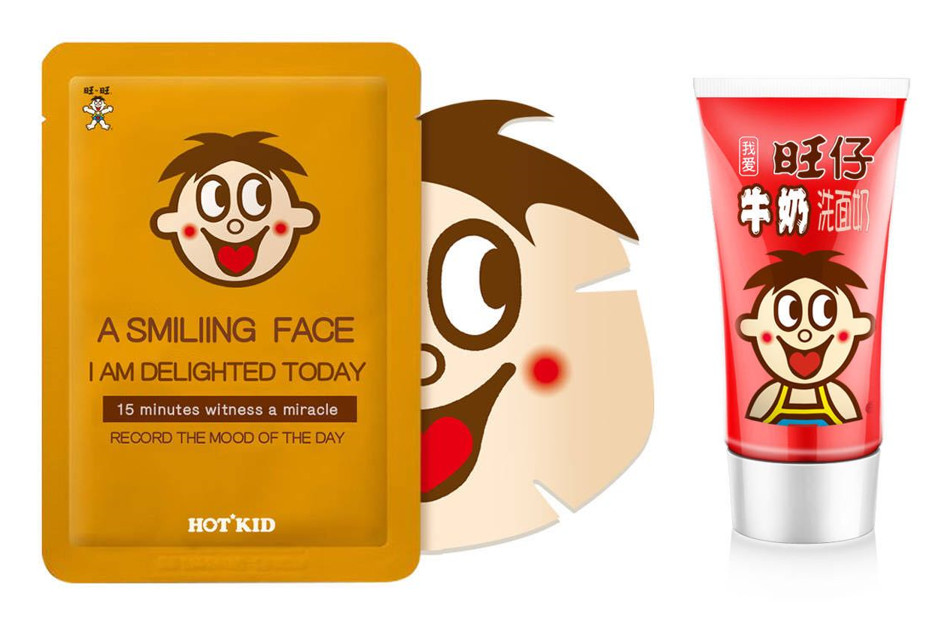 旺-旺
A SMILIING FACE
I AM DELIGHTED TODAY
15 minutes witness a miracle
RECORD THE MOOD OF THE DAY
HOT*KID
我爱
旺仔
牛奶 洗面奶